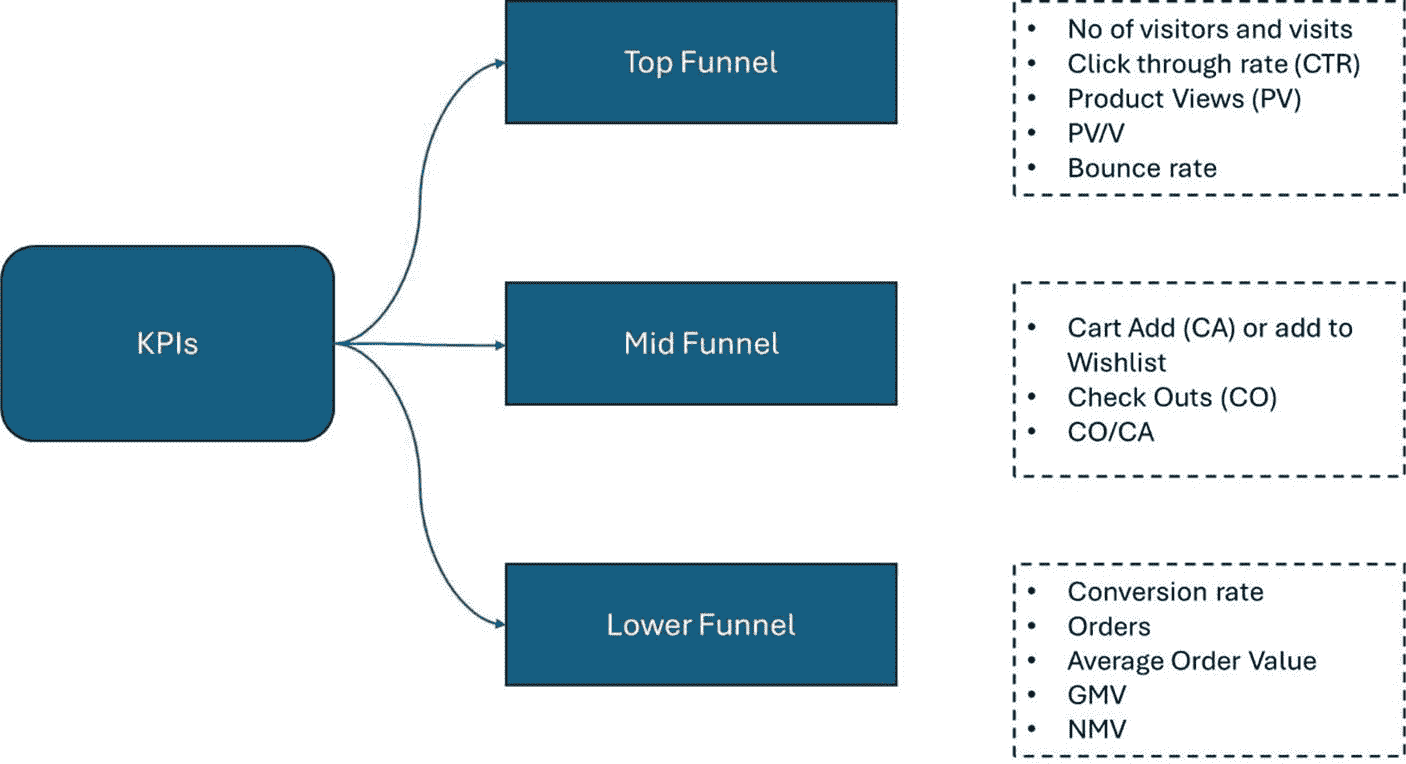 Top Funnel
• No of visitors and visits
• Click through rate (CTR)
• Product Views (PV)
• PV/V
• Bounce rate
KPIs
Mid Funnel
• Cart Add (CA) or add to
Wishlist
• Check Outs (CO)
• CO/CA
Lower Funnel
• Conversion rate
• Orders
• Average Order Value
• GMV
• NMV